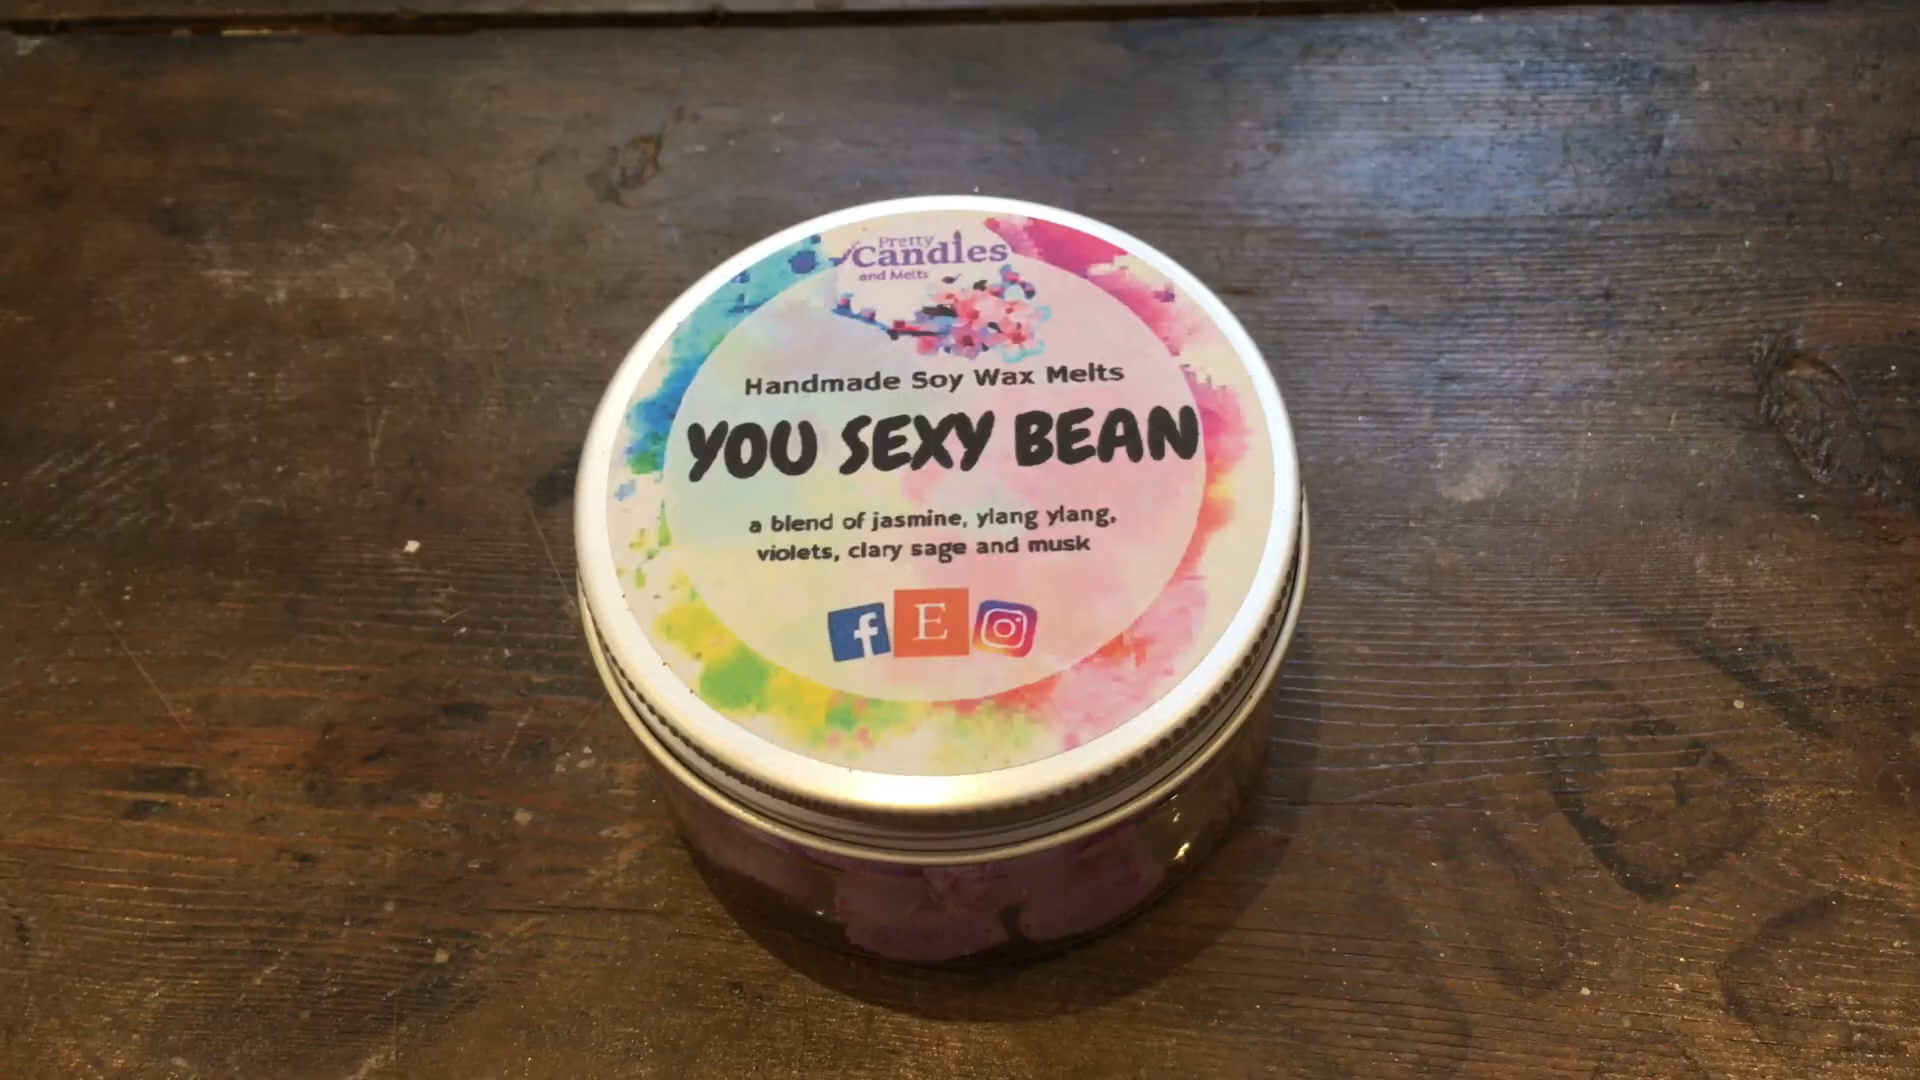 Pretty
Candles
and Melts
Handmade Soy Wax Melts
YOU SEXY BEAN
a blend of jasmine, ylang ylang,
violets, clary sage and musk
f E